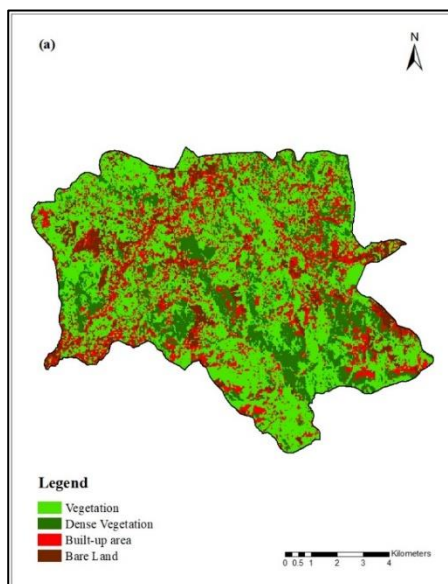 (a)
N
Legend
Vegetation
Dense Vegetation
Built-up area
Bare Land
Kilometers
0 0.5 1 2 3 4